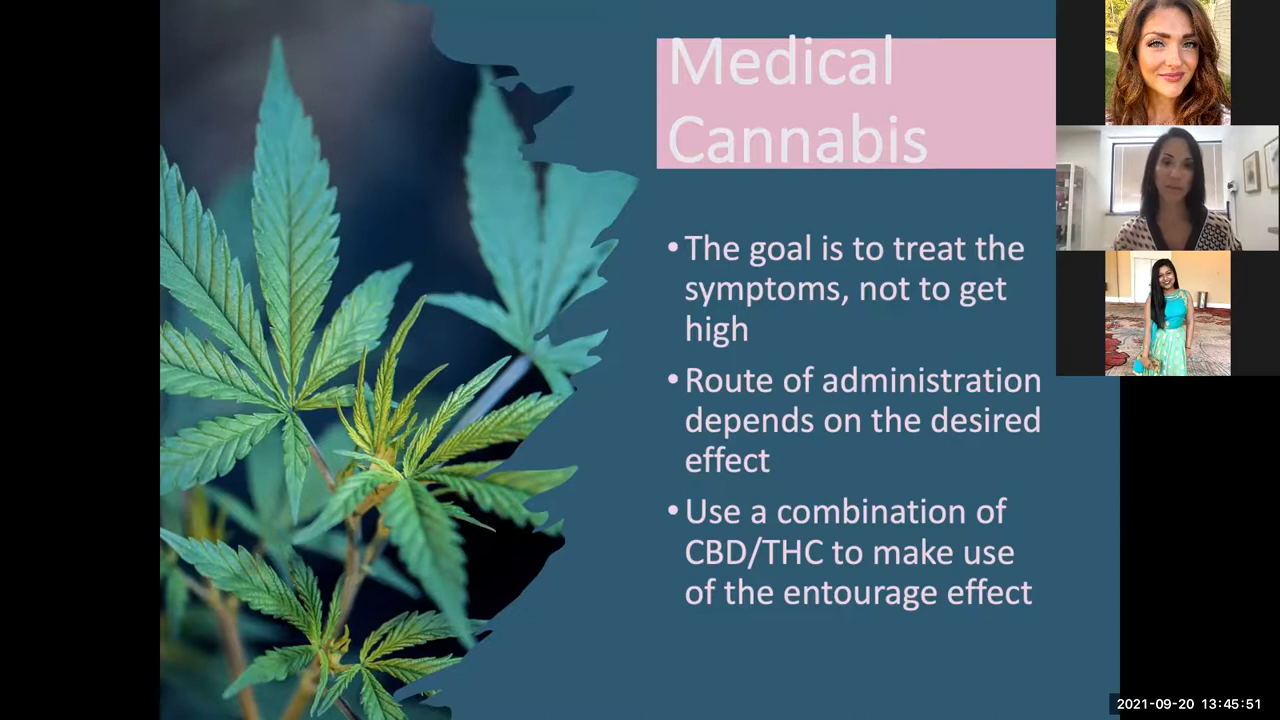 Medical
Cannabis
•The goal is to treat the
symptoms, not to get
high
•Route of administration
depends on the desired
effect
•Use a combination of
CBD/THC to make use
of the entourage effect
2021-09-20 13:45:51